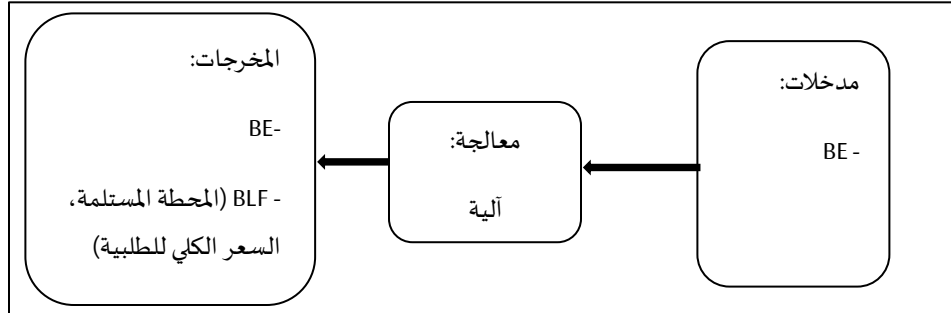 مدخلات:
BE -
معالجة:
آلية
المخرجات:
BE-
- BLF (المحطة المستلمة،
السعر الكلي للطلبية)